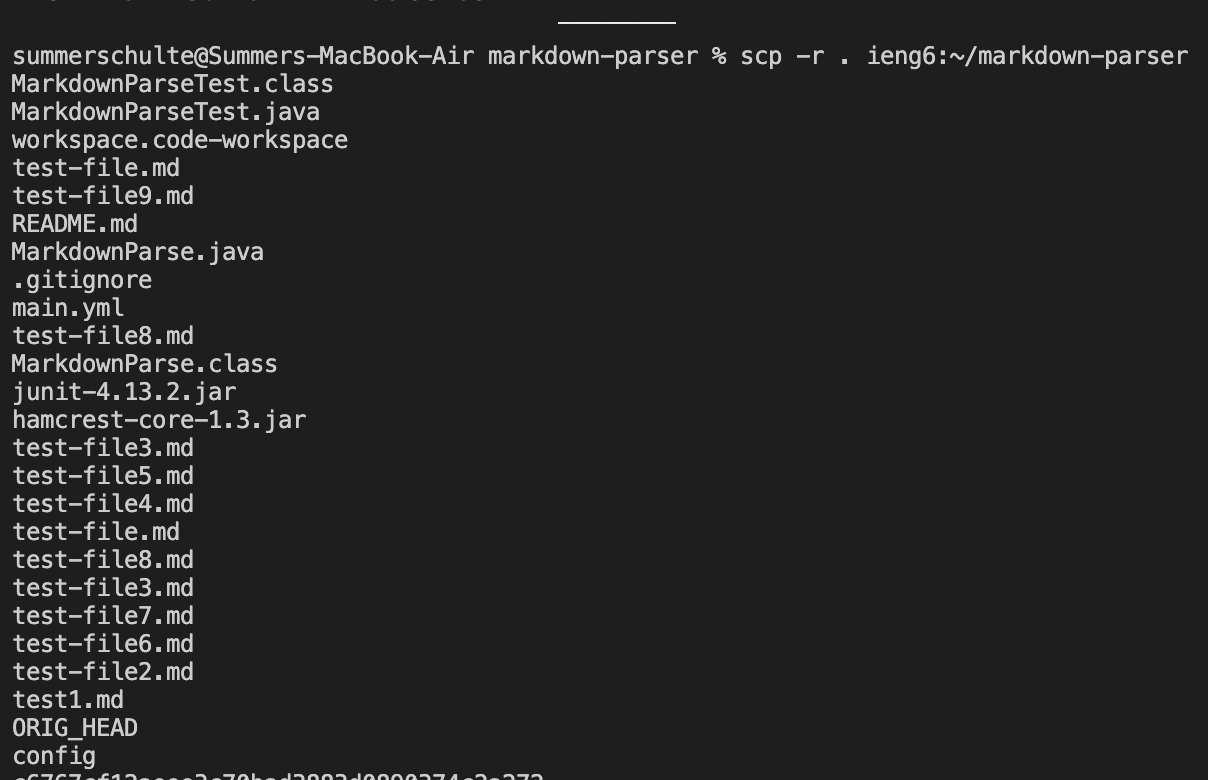 summerschulte@Summers-MacBook-Air markdown-parser % scp -r . ieng6:~/markdown-parser
MarkdownParseTest.class
MarkdownParseTest.java
workspace.code-workspace
test-file.md
test-file9.md
README.md
MarkdownParse.java
.gitignore
main.yml
test-file8.md
MarkdownParse.class
junit-4.13.2.jar
hamcrest-core-1.3.jar
test-file3.md
test-file5.md
test-file4.md
test-file.md
test-file8.md
test-file3.md
test-file7.md
test-file6.md
test-file2.md
test1.md
ORIG_HEAD
config